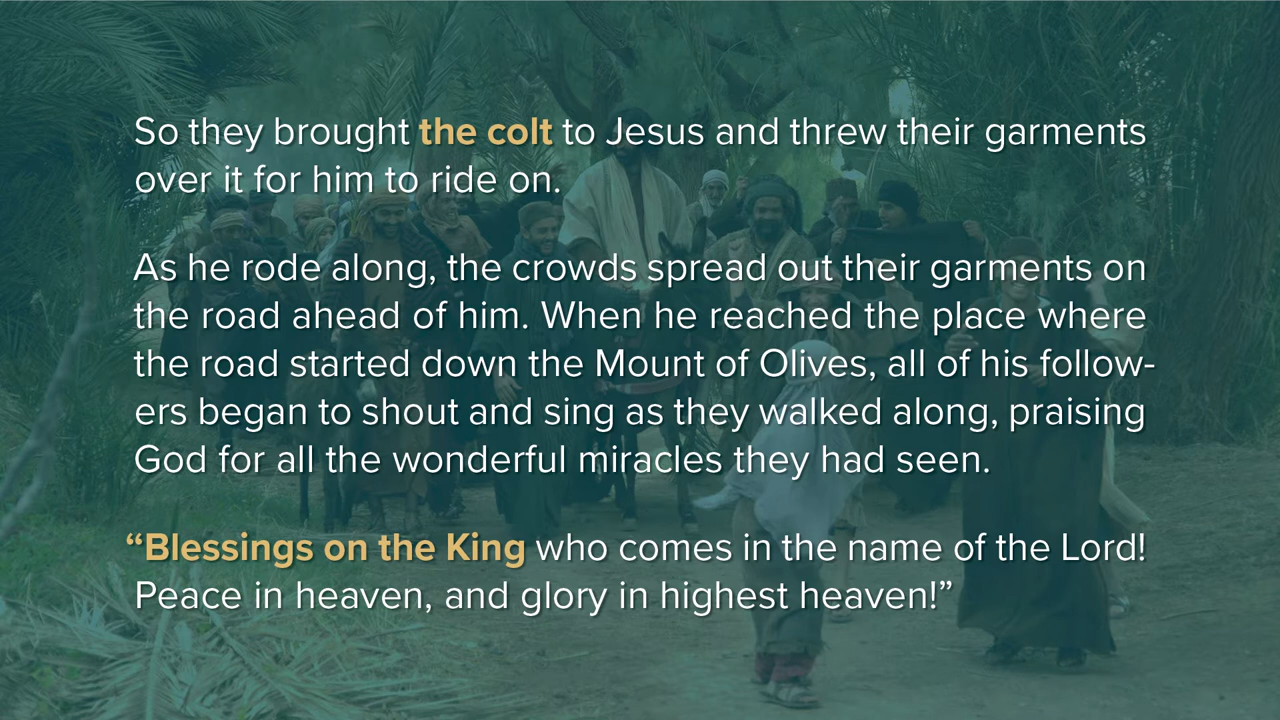 So they brought the colt to Jesus and threw their garments
over it for him to ride on.
As he rode along, the crowds spread out their garments on
the road ahead of him. When he reached the place where
the road started down the Mount of Olives, all of his follow-
ers began to shout and sing as they walked along, praising
God for all the wonderful miracles they had seen.
“Blessings on the King who comes in the name of the Lord!
Peace in heaven, and glory in highest heaven!”